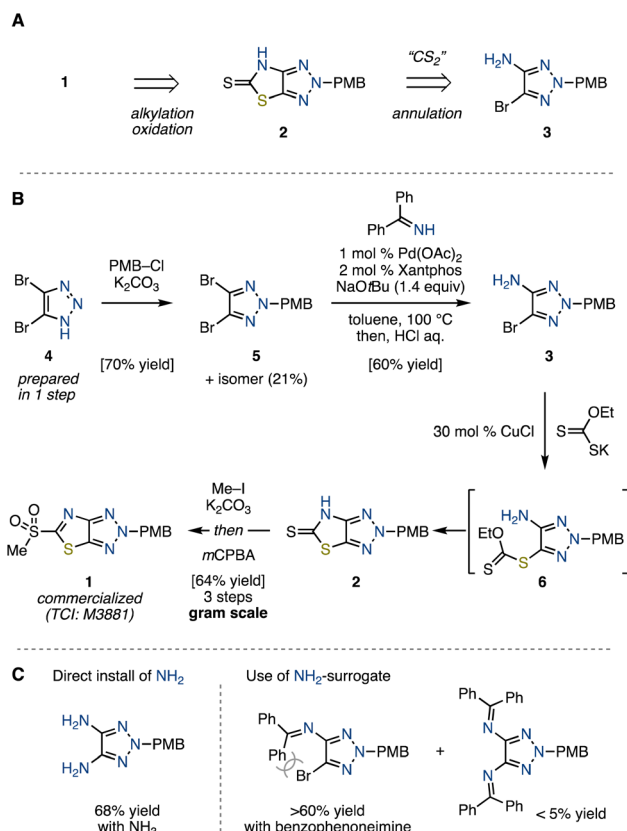 A
1
alkylation
oxidation
H
N
S
S
N
N
N
PMB
2
"CS2"
annulation
H2N
Br
N
N
N
PMB
3
B
Br
Br
N
N
N
H
4
prepared
in 1 step
PMB–Cl
K2CO3
[70% yield]
Br
Br
N
N
N
PMB
5
+ isomer (21%)
Ph
Ph
NH
1 mol % Pd(OAc)2
2 mol % Xantphos
NaOtBu (1.4 equiv)
toluene, 100 °C
then, HCl aq.
[60% yield]
H2N
Br
N
N
N
PMB
3
30 mol % CuCl
OEt
S
SK
H2N
EtO
S
S
N
N
N
PMB
6
H
N
S
S
N
N
N
PMB
2
Me–I
K2CO3
then
mCPBA
[64% yield]
3 steps
gram scale
O
O
S
Me
N
S
N
N
N
PMB
1
commercialized
(TCI: M3881)
C
Direct install of NH2
H2N
H2N
N
N
N
PMB
68% yield
with NH3
Use of NH2-surrogate
Ph
Ph
N
Br
N
N
N
PMB
>60% yield
with benzophenoneimine
+
Ph
Ph
N
N
Ph
Ph
N
N
N
PMB
< 5% yield